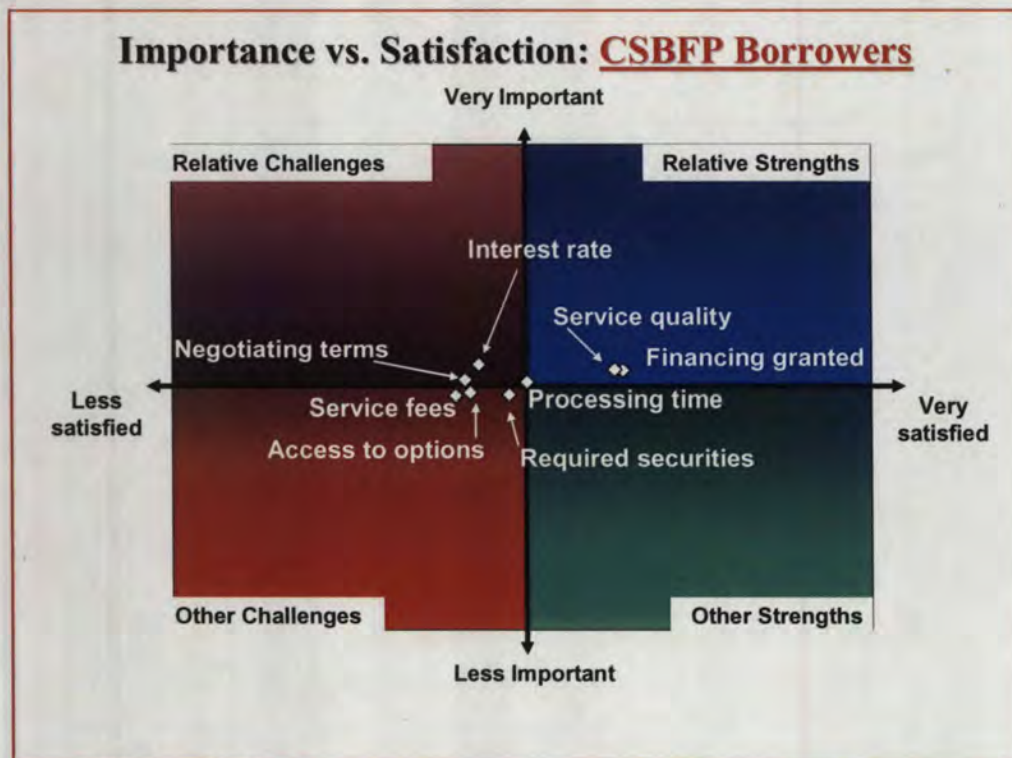 Importance vs. Satisfaction: CSBFP Borrowers
Very Important
Relative Challenges
Relative Strengths
Interest rate
Service quality
Negotiating terms
Financing granted
Less
satisfied
Service fees
Processing time
Very
satisfied
Access to options
Required securities
Other Challenges
Other Strengths
Less Important